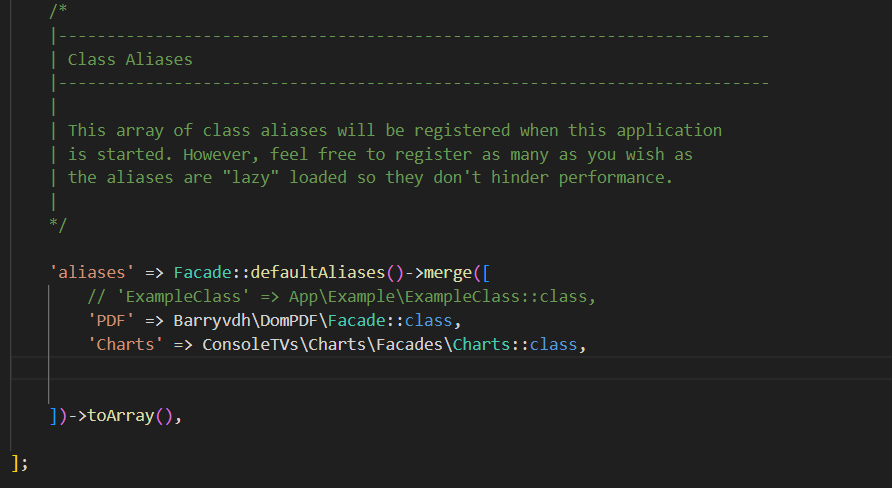 /*
|--------------------------------------------------------------------------
| Class Aliases
|--------------------------------------------------------------------------
|
| This array of class aliases will be registered when this application
| is started. However, feel free to register as many as you wish as
| the aliases are "lazy" loaded so they don't hinder performance.
|
*/
'aliases' => Facade::defaultAliases()->merge([
// 'ExampleClass' => App\Example\ExampleClass::class,
'PDF' => Barryvdh\DomPDF\Facade::class,
'Charts' => ConsoleTVs\Charts\Facades\Charts::class,
])->toArray(),
];